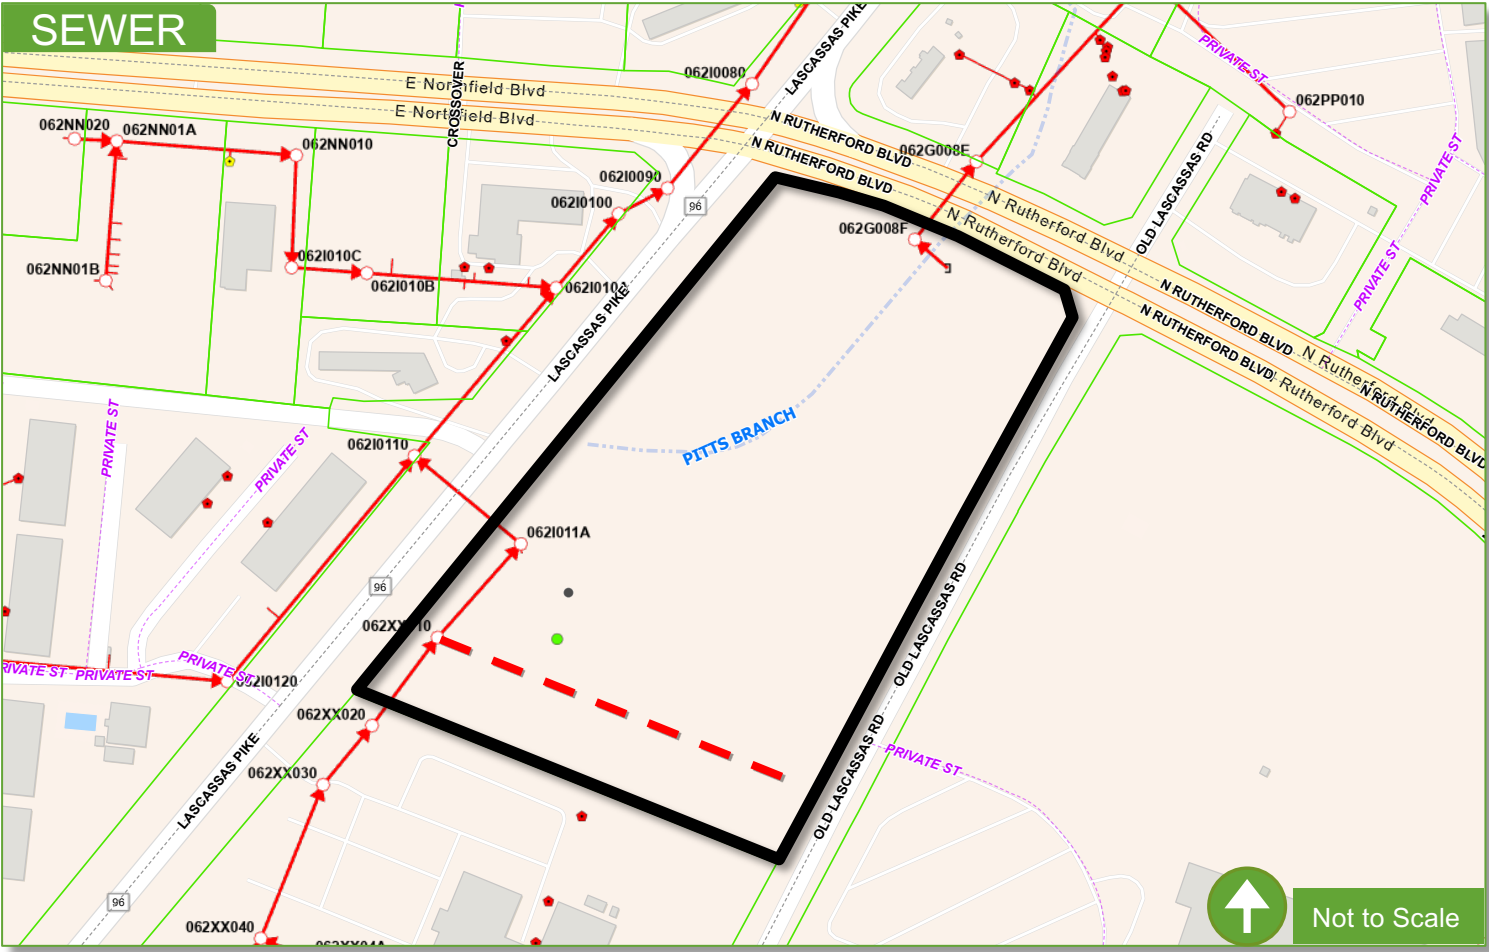 SEWER
E Northfield Blvd
E Northfield Blvd
CROSSOVER
LASCASSAS PIKE
062I0080
062NN020
062NN01A
062NN010
062I0090
062I0100
96
N RUTHERFORD BLVD
N RUTHERFORD BLVD
062G008E
062G008F
PRIVATE ST
062PP010
PRIVATE ST
OLD LASCASSAS RD
N Rutherford Blvd
N Rutherford Blvd
PRIVATE ST
062NN01B
062I010C
062I010B
062I010A
LASCASSAS PIKE
N RUTHERFORD BLVD
N RUTHERFORD BLVD
N Rutherford Blvd
N Rutherford Blvd
N RUTHERFORD BLVD
PITTS BRANCH
PRIVATE ST
PRIVATE ST
062I0110
062I011A
96
OLD LASCASSAS RD
PRIVATE ST
PRIVATE ST
PRIVATE ST
062I0120
062XX020
062XX030
LASCASSAS PIKE
OLD LASCASSAS RD
PRIVATE ST
96
062XX040
062XX04A
Not to Scale